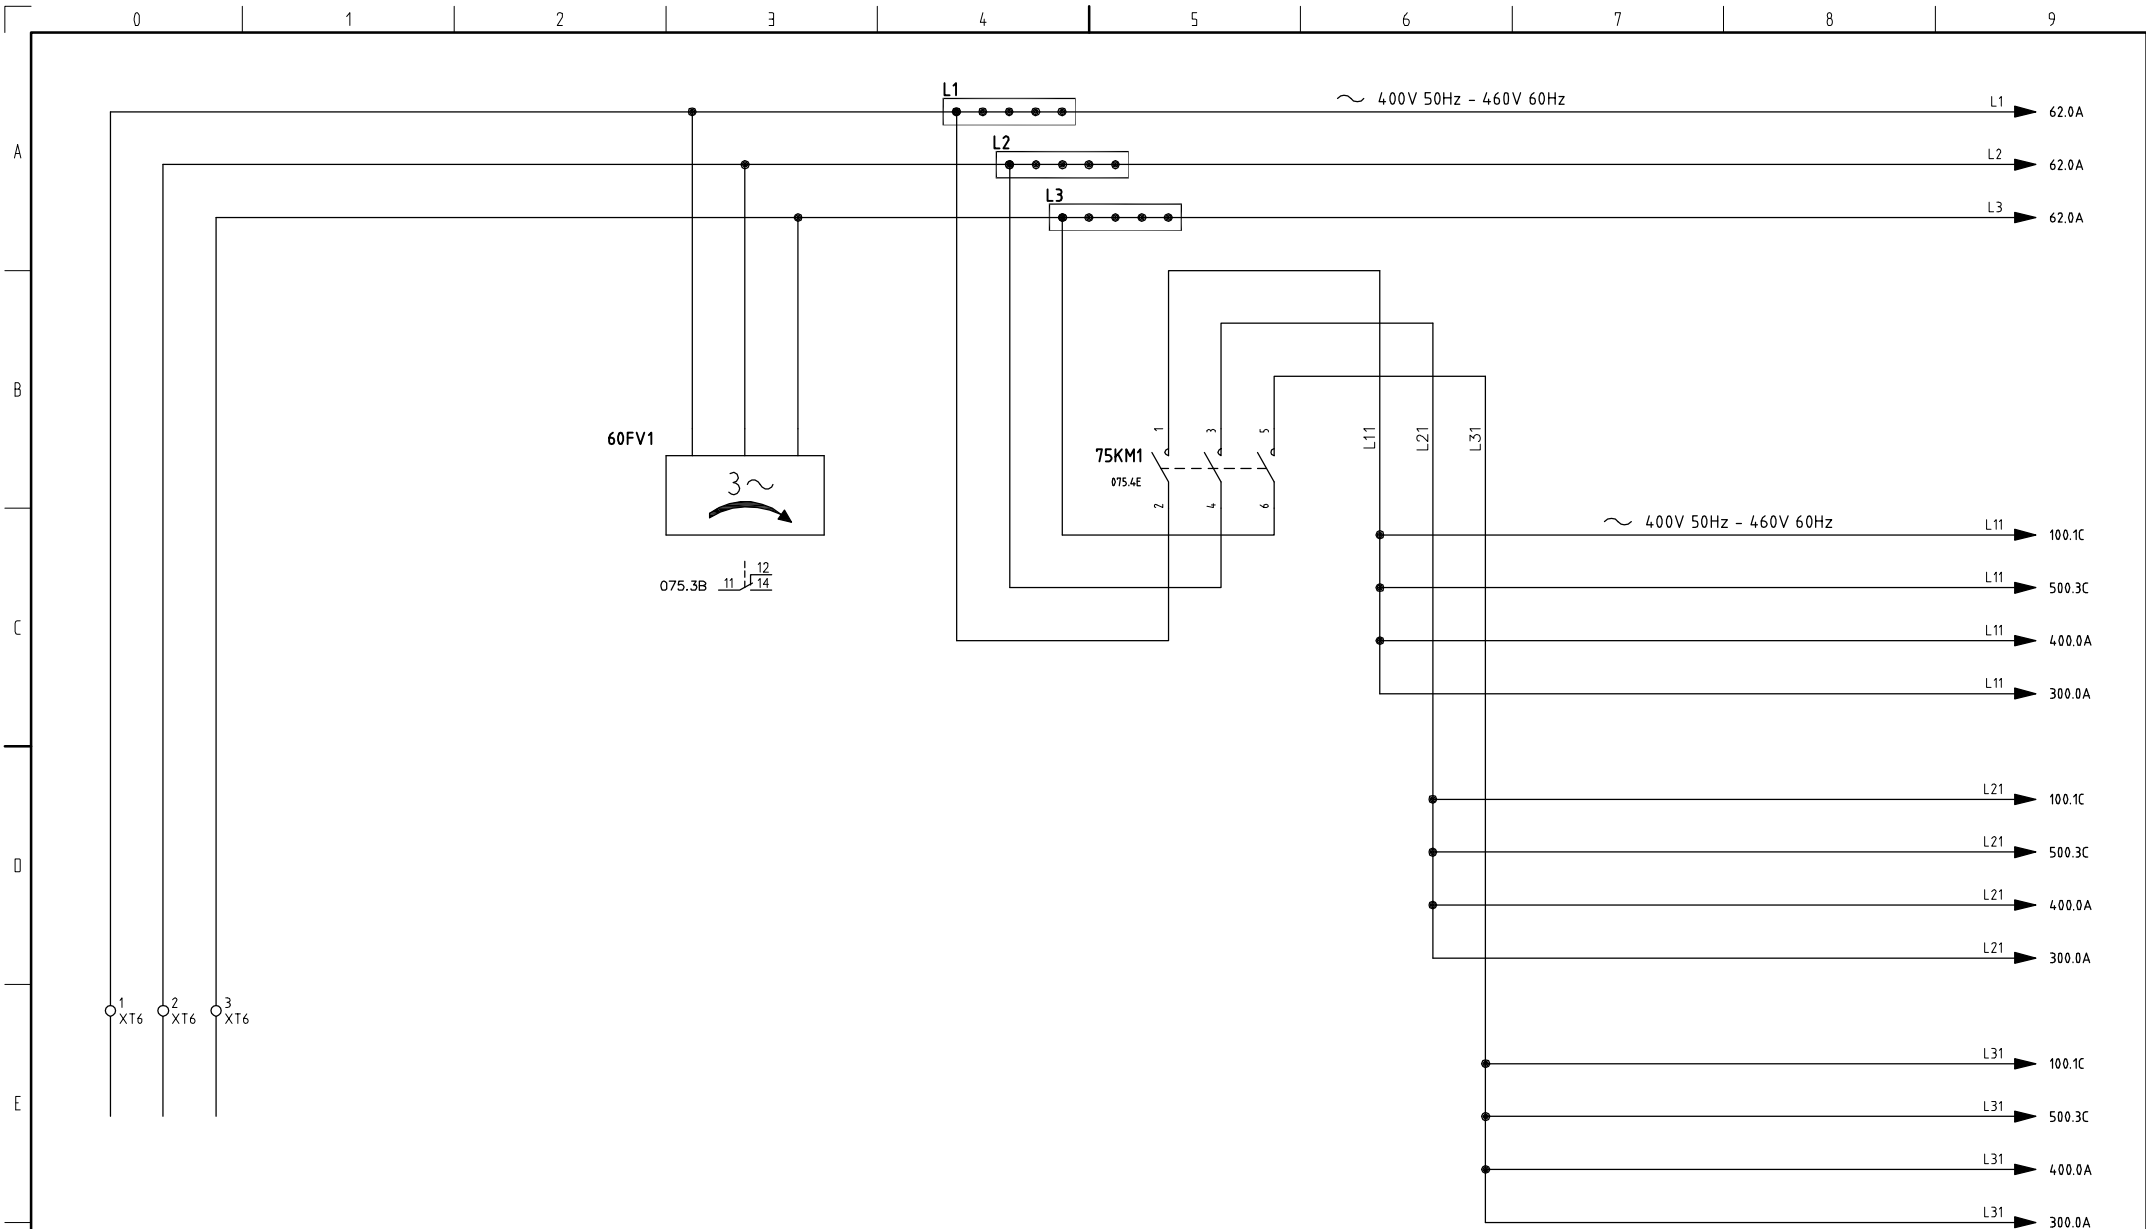 0 1 2 3 4 5 6 7 8 9
L1
~ 400V 50Hz - 460V 60Hz
L1 62.0A
A
L2
L2 62.0A
L3
L3 62.0A
B
60FV1
1 3 5
L11 L21 L31
75KM1
075.4E
3~
2 4 6
~ 400V 50Hz - 460V 60Hz
L11 100.1C
12
075.3B 11 14
L11 500.3C
C
L11 400.0A
L11 300.0A
L21 100.1C
D
L21 500.3C
L21 400.0A
L21 300.0A
1 2 3
XT6 XT6 XT6
L31 100.1C
E
L31 500.3C
L31 400.0A
L31 300.0A